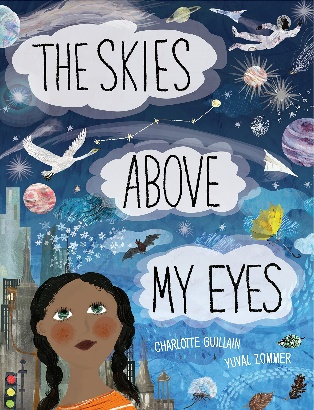 THE SKIES
ABOVE
MY EYES
CHARLOTTE GUILLAIN
YUVAL ZOMMER